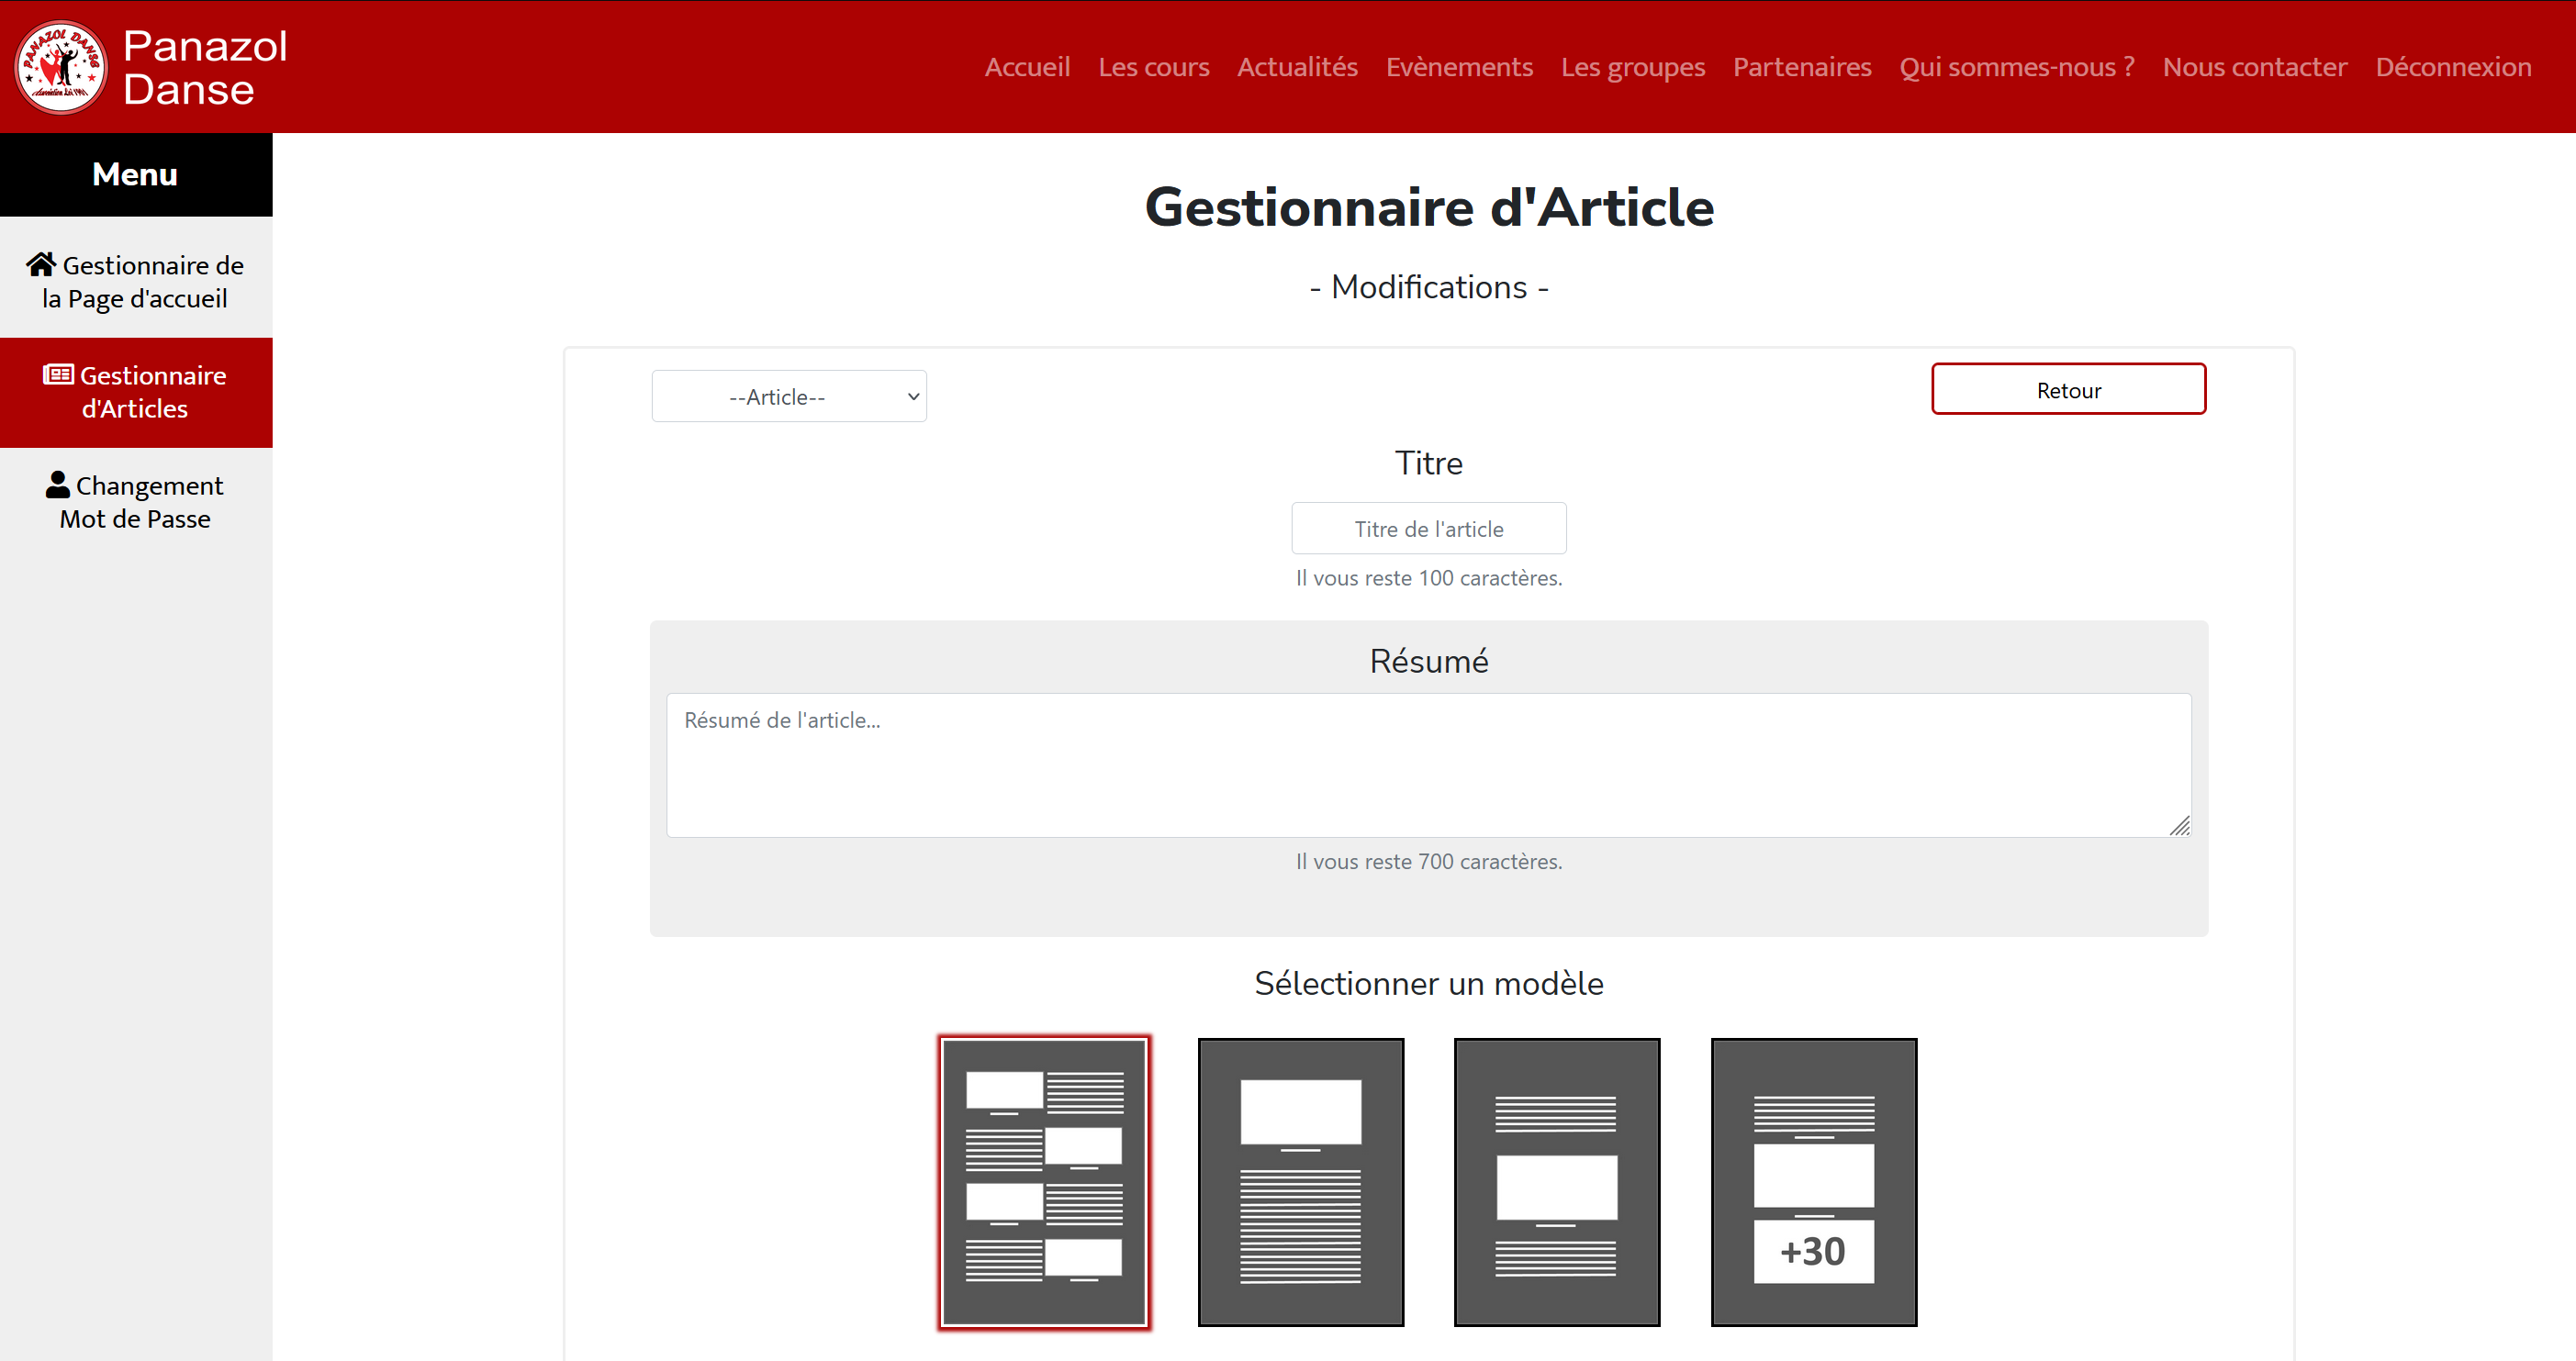 PANAZOL DANSE
Association Loi 1901
Panazol
Danse
Accueil Les cours Actualités Evènements Les groupes Partenaires Qui sommes-nous ? Nous contacter Déconnexion
Menu
Gestionnaire de
la Page d'accueil
Gestionnaire
d'Articles
Changement
Mot de Passe
Gestionnaire d'Article
- Modifications -
--Article--
Retour
Titre
Titre de l'article
Il vous reste 100 caractères.
Résumé
Résumé de l'article...
Il vous reste 700 caractères.
Sélectionner un modèle
+30